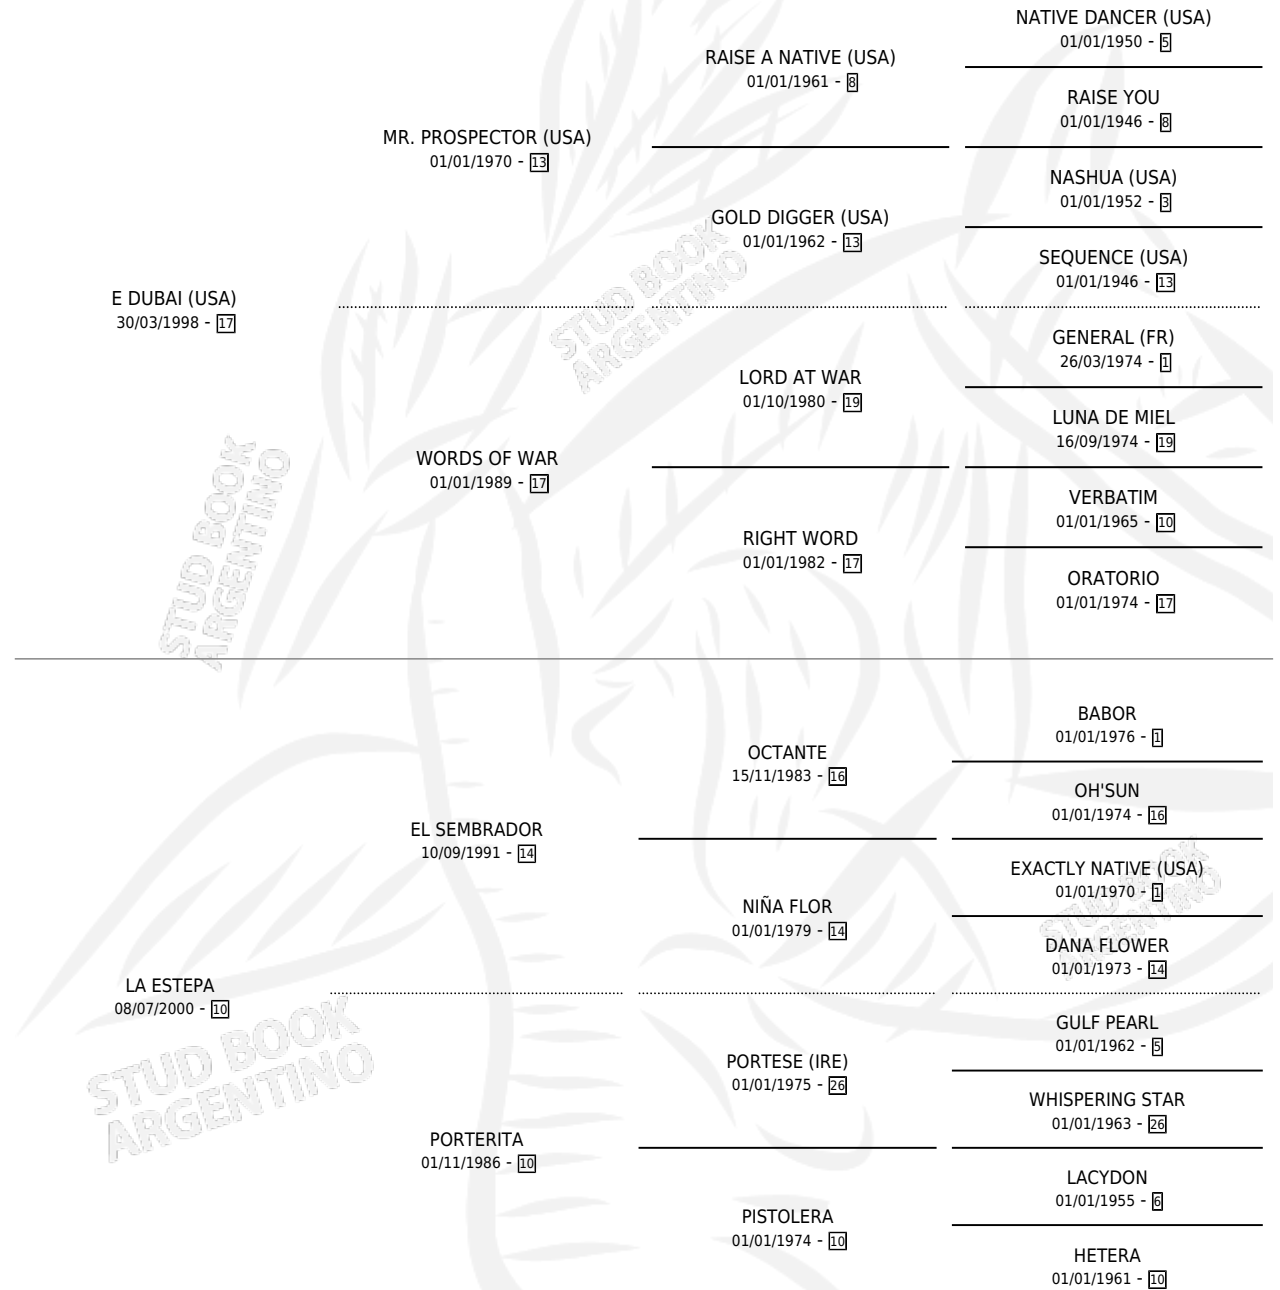 NATIVE DANCER (USA)
01/01/1950 - 5
RAISE A NATIVE (USA)
01/01/1961 - 8
RAISE YOU
01/01/1946 - 8
MR. PROSPECTOR (USA)
01/01/1970 - 13
NASHUA (USA)
01/01/1952 - 3
GOLD DIGGER (USA)
01/01/1962 - 13
SEQUENCE (USA)
01/01/1946 - 13
E DUBAI (USA)
30/03/1998 - 17
GENERAL (FR)
26/03/1974 - 1
LORD AT WAR
01/10/1980 - 19
LUNA DE MIEL
16/09/1974 - 19
WORDS OF WAR
01/01/1989 - 17
VERBATIM
01/01/1965 - 10
RIGHT WORD
01/01/1982 - 17
ORATORIO
01/01/1974 - 17
BABOR
01/01/1976 - 1
OCTANTE
15/11/1983 - 16
OH'SUN
01/01/1974 - 16
EL SEMBRADOR
10/09/1991 - 14
EXACTLY NATIVE (USA)
01/01/1970 - 1
NIÑA FLOR
01/01/1979 - 14
DANA FLOWER
01/01/1973 - 14
LA ESTEPA
08/07/2000 - 10
GULF PEARL
01/01/1962 - 5
PORTESE (IRE)
01/01/1975 - 26
WHISPERING STAR
01/01/1963 - 26
PORTERITA
01/11/1986 - 10
LACYDON
01/01/1955 - 6
PISTOLERA
01/01/1974 - 10
HETERA
01/01/1961 - 10
STUD BOOK
ARGENTINO
STUD BOOK
ARGENTINO
STUD BOOK
ARGENTINO
STUD BOOK
ARGENTINO